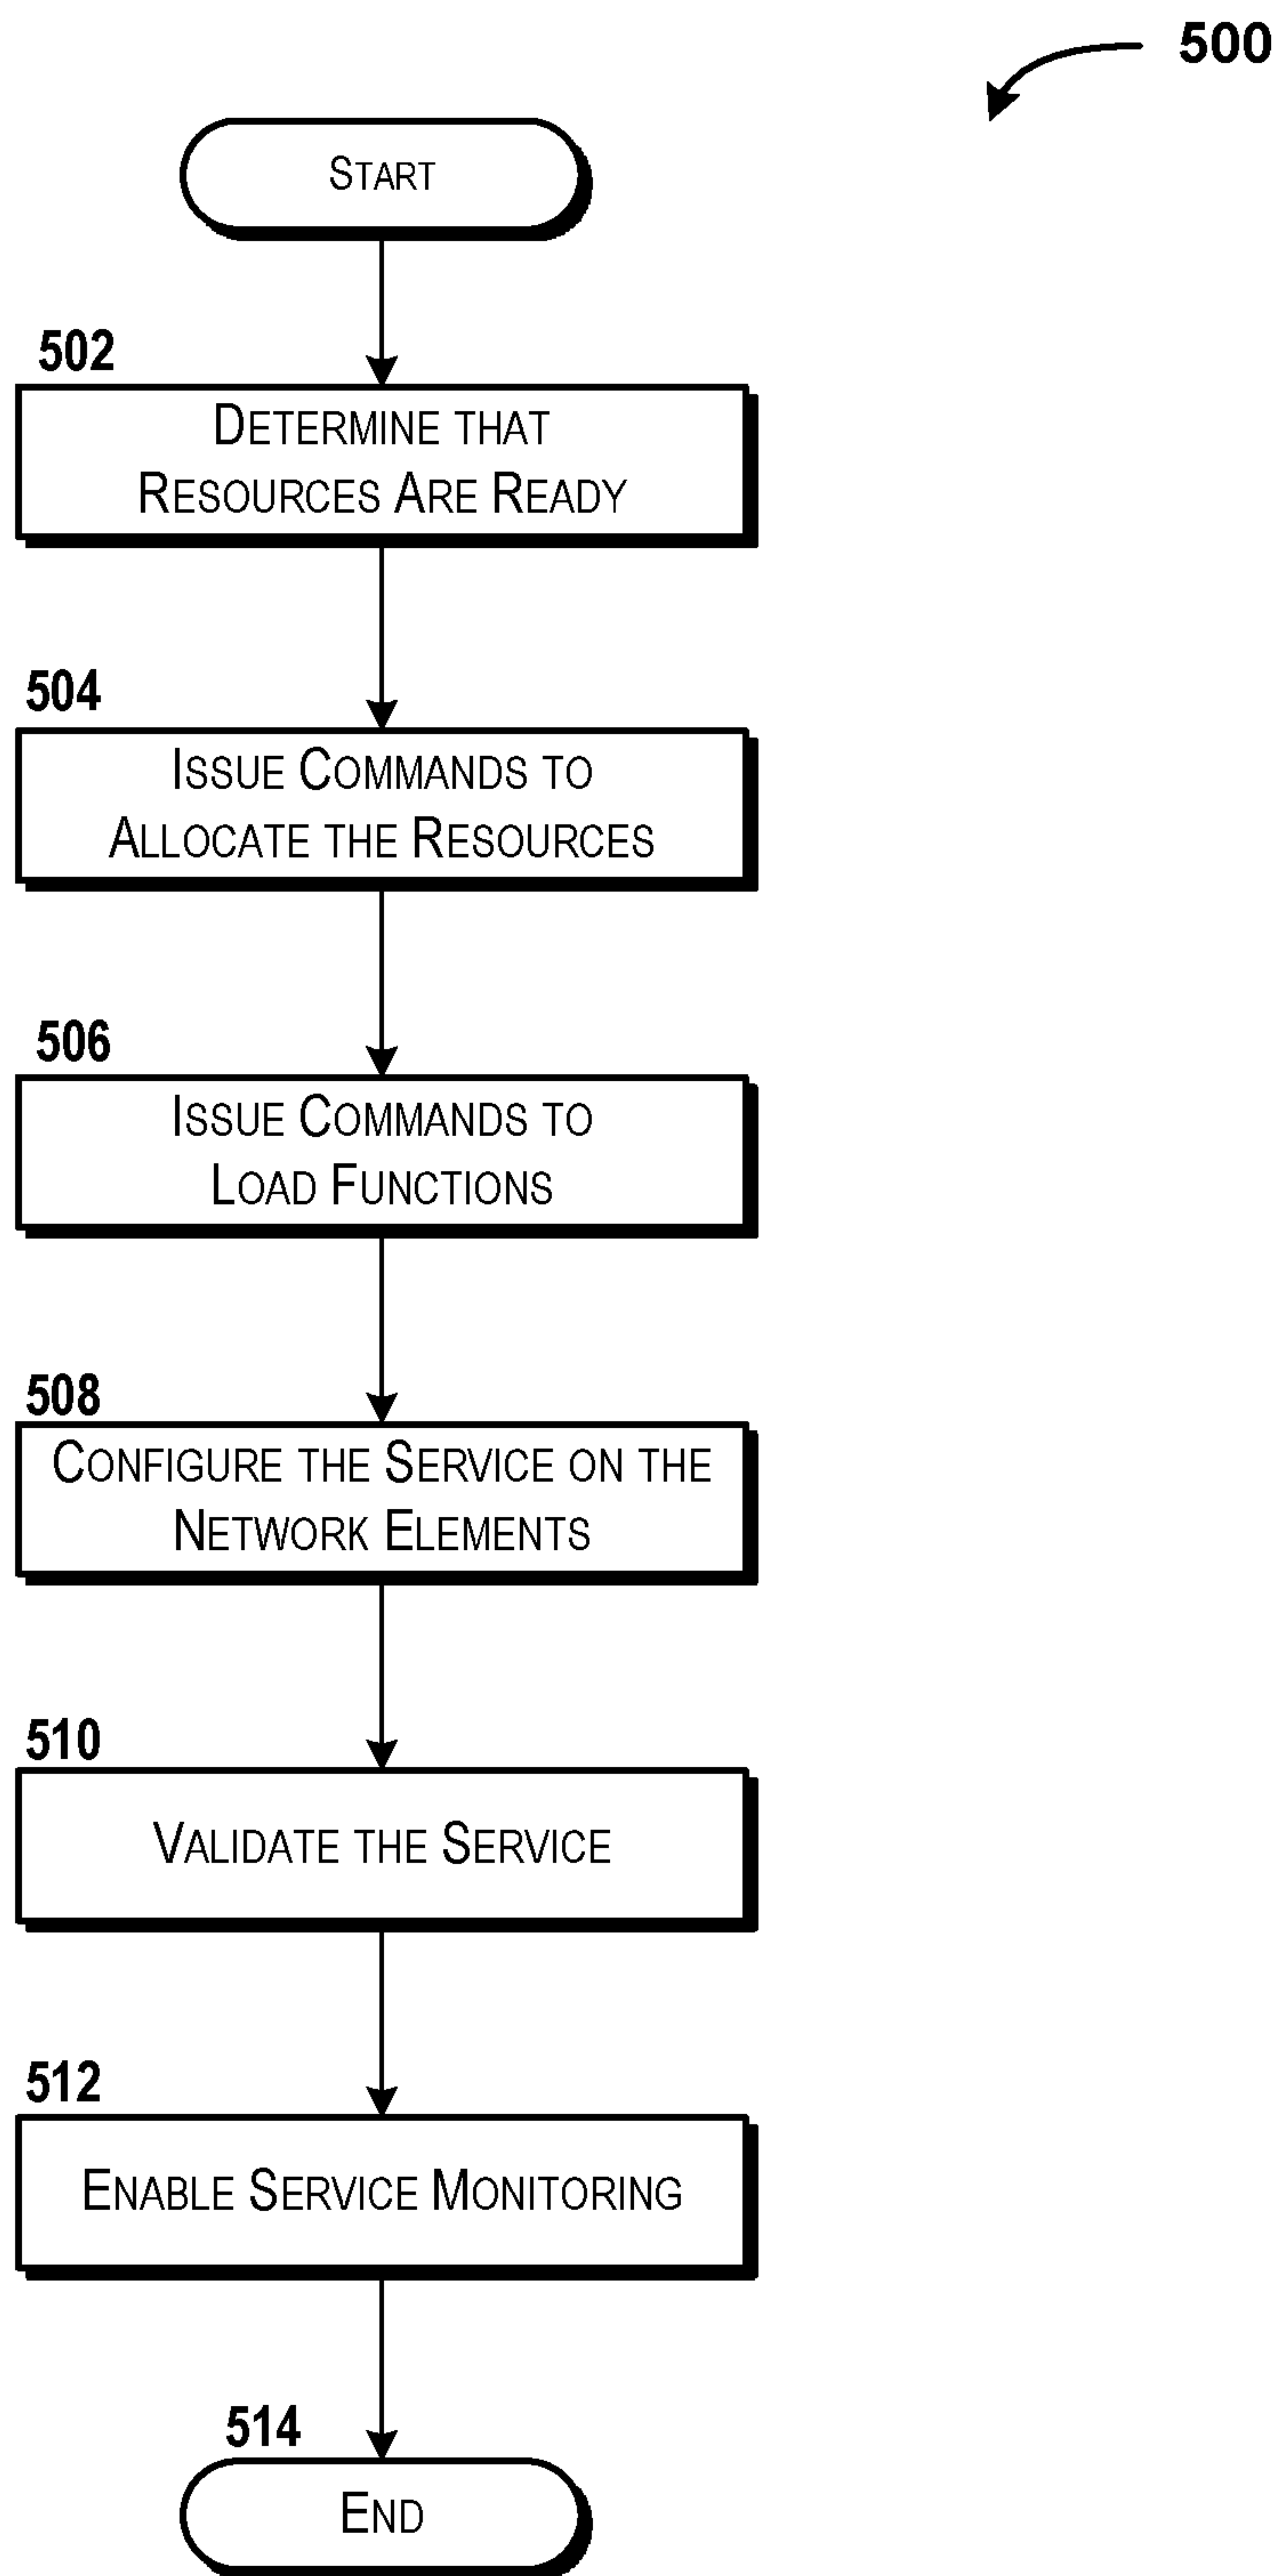 500
START
502
DETERMINE THAT
RESOURCES ARE READY
504
ISSUE COMMANDS TO
ALLOCATE THE RESOURCES
506
ISSUE COMMANDS TO
LOAD FUNCTIONS
508
CONFIGURE THE SERVICE ON THE
NETWORK ELEMENTS
510
VALIDATE THE SERVICE
512
ENABLE SERVICE MONITORING
514
END